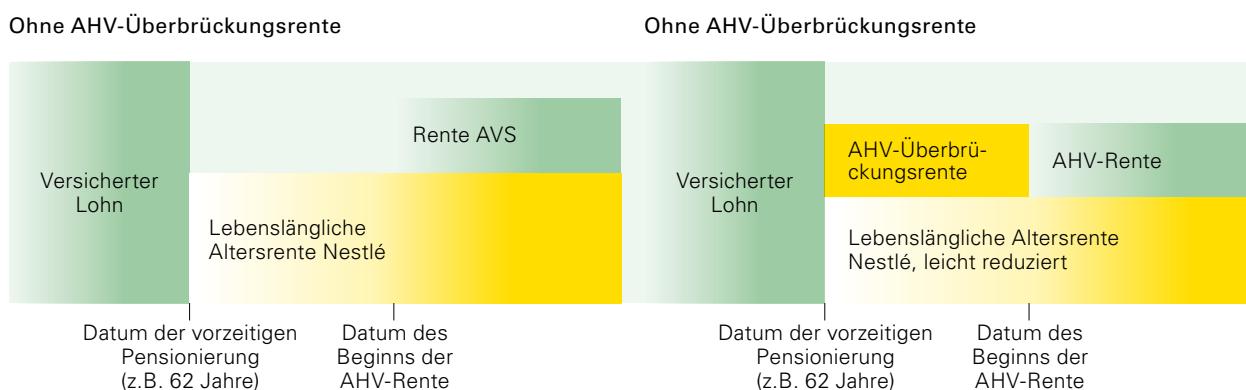 Ohne AHV-Überbrückungsrente
Versicherter
Lohn
Rente AVS
Lebenslängliche
Altersrente Nestlé
Datum der vorzeitigen
Pensionierung
(z.B. 62 Jahre)
Datum des
Beginns der
AHV-Rente
Ohne AHV-Überbrückungsrente
Versicherter
Lohn
AHV-Überbrü-
ckungsrente
AHV-Rente
Lebenslängliche Altersrente
Nestlé, leicht reduziert
Datum der vorzeitigen
Pensionierung
(z.B. 62 Jahre)
Datum des
Beginns der
AHV-Rente